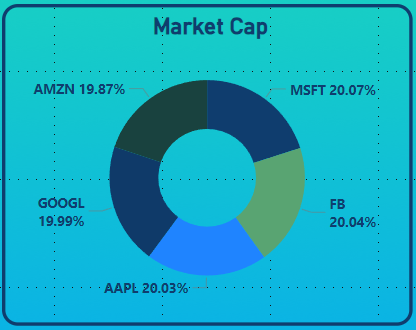 Market Cap
AMZN 19.87%
MSFT 20.07%
GOOGL
19.99%
FB
20.04%
AAPL 20.03%